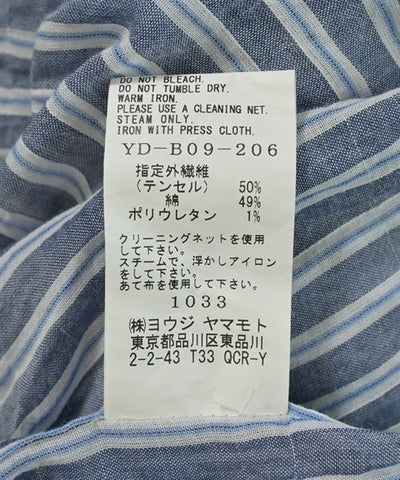 DO NOT BLEACH.
DO NOT TUMBLE DRY.
WARM IRON.
PLEASE USE A CLEANING NET.
STEAM ONLY.
IRON WITH PRESS CLOTH.
YD-B09-206
指定外繊維
(テンセル) 50%
綿 49%
ポリウレタン 1%
クリーニングネットを使用
して下さい。
スチームで、浮かしアイロン
をして下さい。
あて布を使用して下さい。
1033
㈱ヨウジ ヤマモト
東京都品川区東品川
2-2-43 T33 QCR-Y